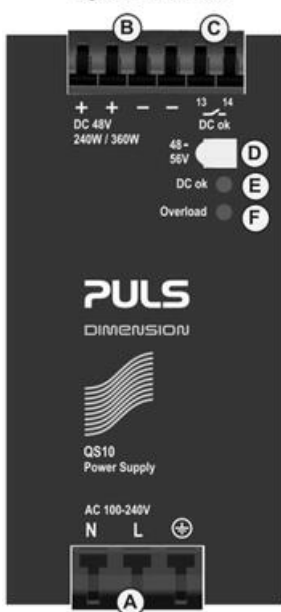 B C
+ + − − 13 14
DC 48V DC ok
240W / 360W
48-
56V D
DC ok E
Overload F
PULS
DIMENSION
QS10
Power Supply
AC 100-240V
N L
A